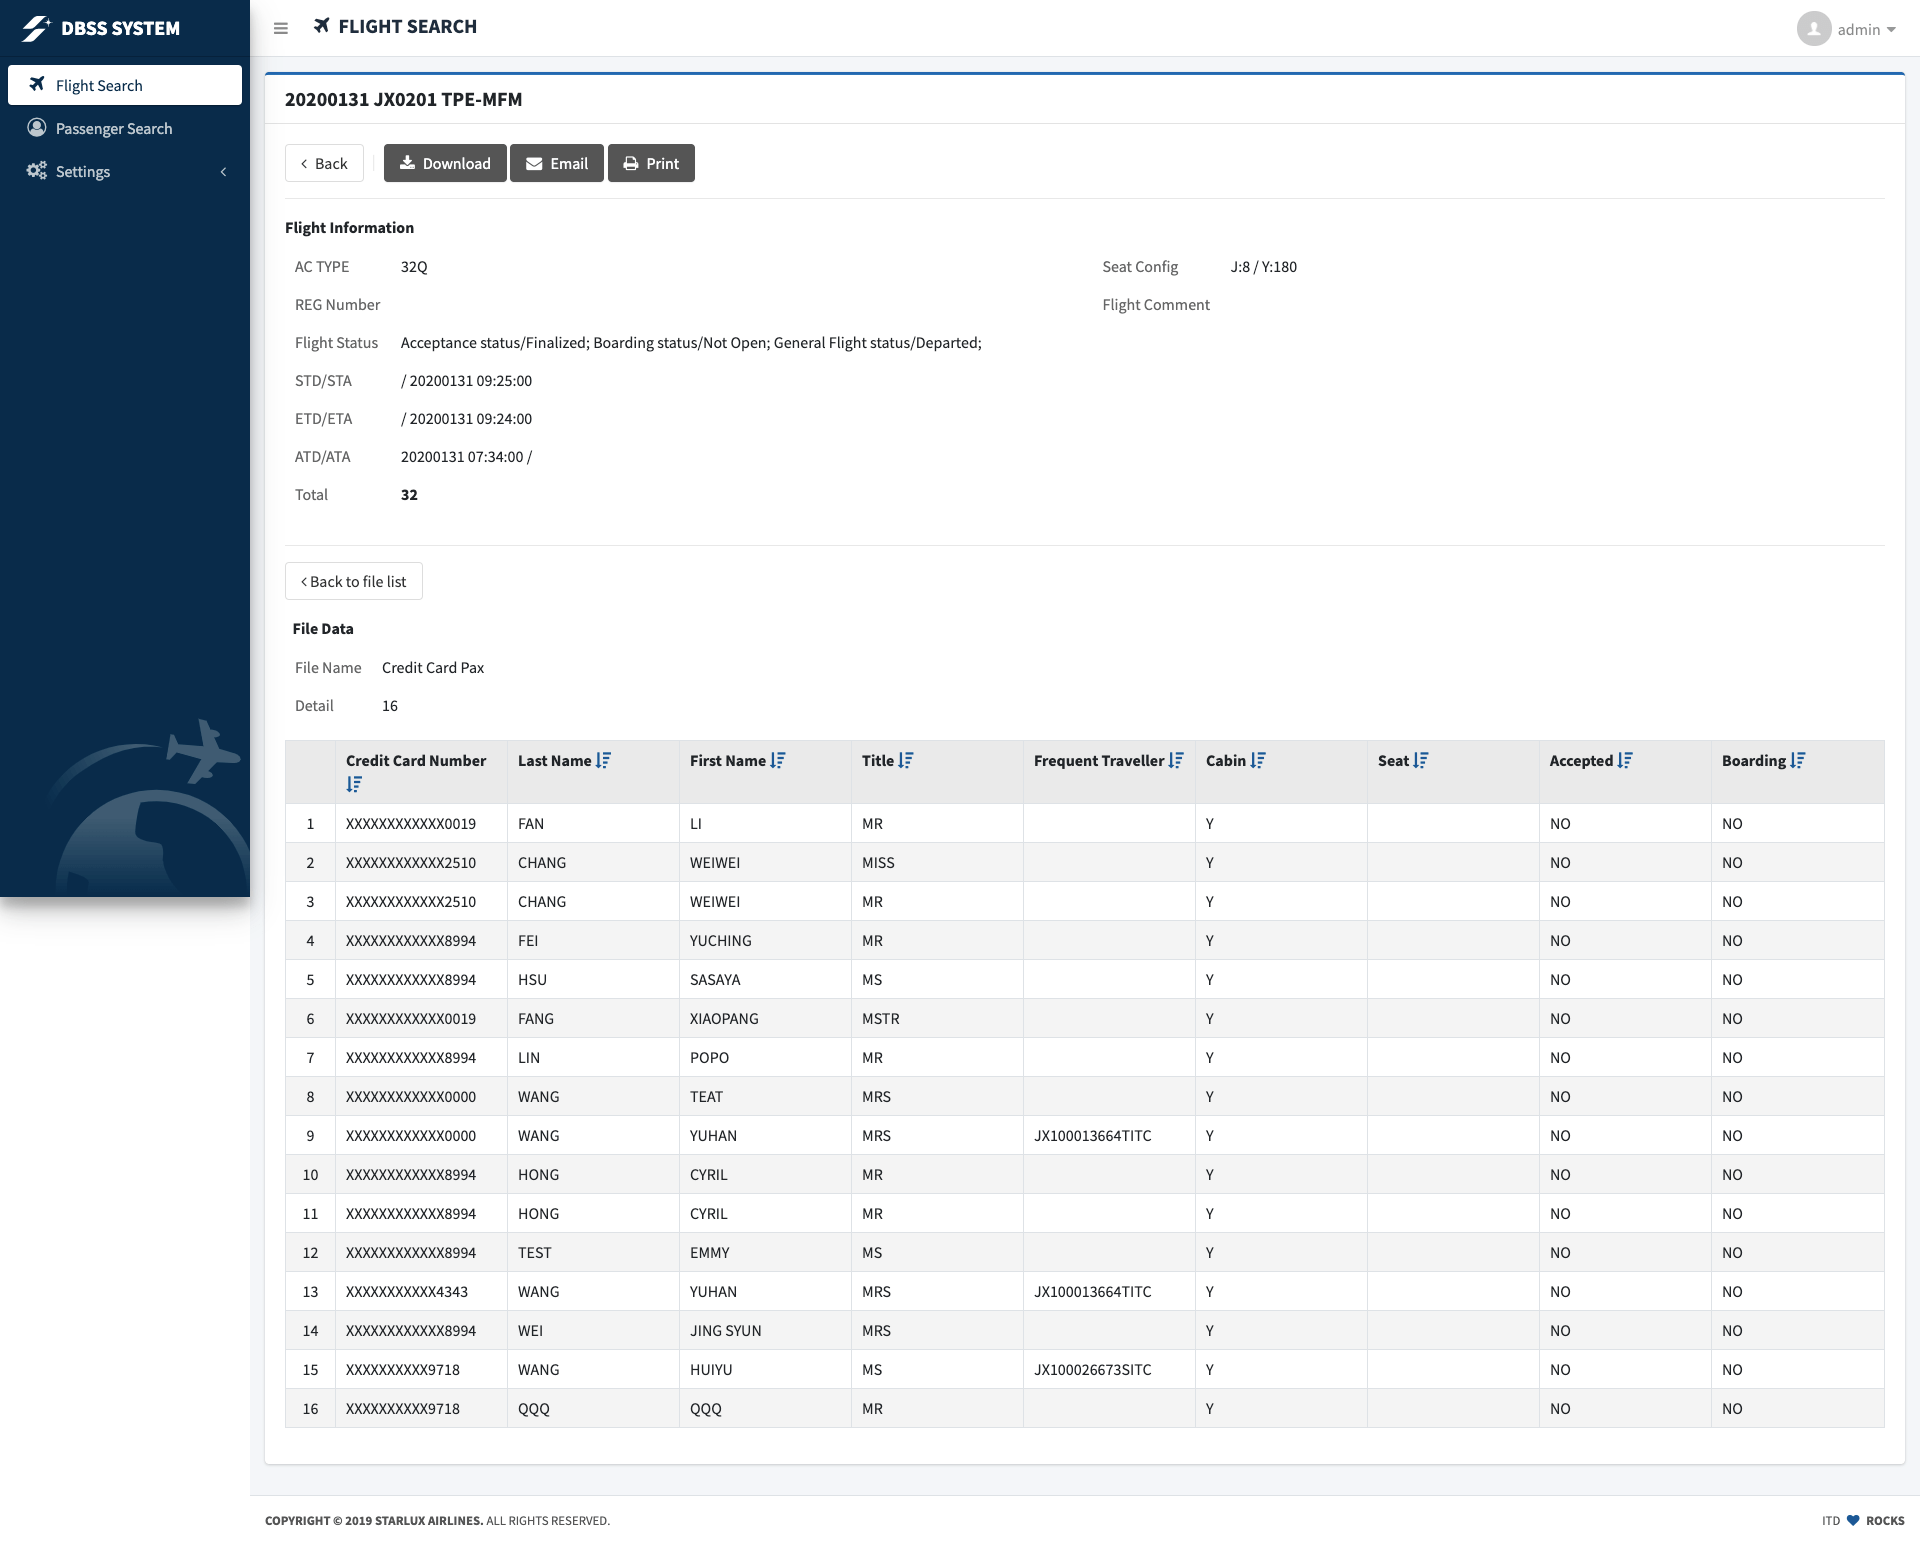 DBSS SYSTEM
Flight Search
Passenger Search
Settings
FLIGHT SEARCH
admin
20200131 JX0201 TPE-MFM
Back
Download
Email
Print
Flight Information
AC TYPE 32Q Seat Config J:8 / Y:180
REG Number Flight Comment
Flight Status Acceptance status/Finalized; Boarding status/Not Open; General Flight status/Departed;
STD/STA / 20200131 09:25:00
ETD/ETA / 20200131 09:24:00
ATD/ATA 20200131 07:34:00 /
Total 32
Back to file list
File Data
File Name Credit Card Pax
Detail 16
Credit Card Number Last Name First Name Title Frequent Traveller Cabin Seat Accepted Boarding
1 XXXXXXXXXXXX0019 FAN LI MR Y NO NO
2 XXXXXXXXXXXX2510 CHANG WEIWEI MISS Y NO NO
3 XXXXXXXXXXXX2510 CHANG WEIWEI MR Y NO NO
4 XXXXXXXXXXXX8994 FEI YUCHING MR Y NO NO
5 XXXXXXXXXXXX8994 HSU SASAYA MS Y NO NO
6 XXXXXXXXXXXX0019 FANG XIAOPANG MSTR Y NO NO
7 XXXXXXXXXXXX8994 LIN POPO MR Y NO NO
8 XXXXXXXXXXXX0000 WANG TEAT MRS Y NO NO
9 XXXXXXXXXXXX0000 WANG YUHAN MRS JX100013664TITC Y NO NO
10 XXXXXXXXXXXX8994 HONG CYRIL MR Y NO NO
11 XXXXXXXXXXXX8994 HONG CYRIL MR Y NO NO
12 XXXXXXXXXXXX8994 TEST EMMY MS Y NO NO
13 XXXXXXXXXXX4343 WANG YUHAN MRS JX100013664TITC Y NO NO
14 XXXXXXXXXXXX8994 WEI JING SYUN MRS Y NO NO
15 XXXXXXXXXX9718 WANG HUIYU MS JX100026673SITC Y NO NO
16 XXXXXXXXXX9718 QQQ QQQ MR Y NO NO
COPYRIGHT © 2019 STARLUX AIRLINES. ALL RIGHTS RESERVED.
ITD ROCKS